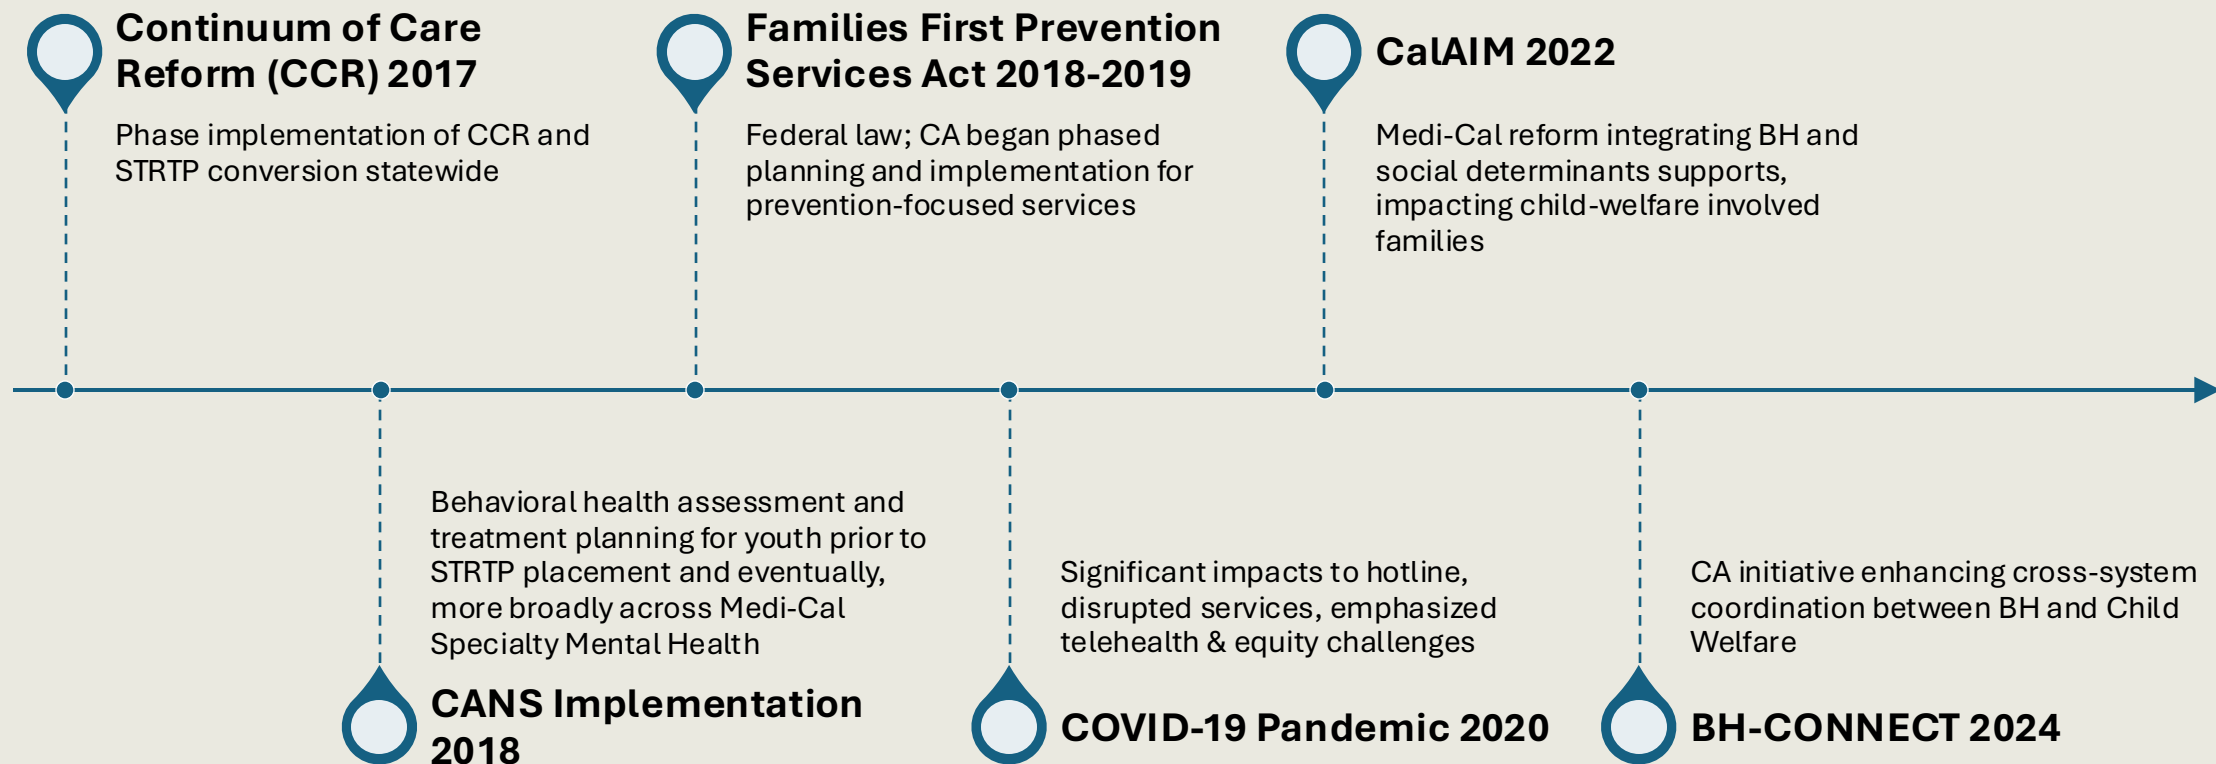 Continuum of Care
Reform (CCR) 2017
Phase implementation of CCR and
STRTP conversion statewide
Behavioral health assessment and
treatment planning for youth prior to
STRTP placement and eventually,
more broadly across Medi-Cal
Specialty Mental Health
CANS Implementation
2018
Families First Prevention
Services Act 2018-2019
Federal law; CA began phased
planning and implementation for
prevention-focused services
Significant impacts to hotline,
disrupted services, emphasized
telehealth & equity challenges
COVID-19 Pandemic 2020
CalAIM 2022
Medi-Cal reform integrating BH and
social determinants supports,
impacting child-welfare involved
families
CA initiative enhancing cross-system
coordination between BH and Child
Welfare
BH-CONNECT 2024